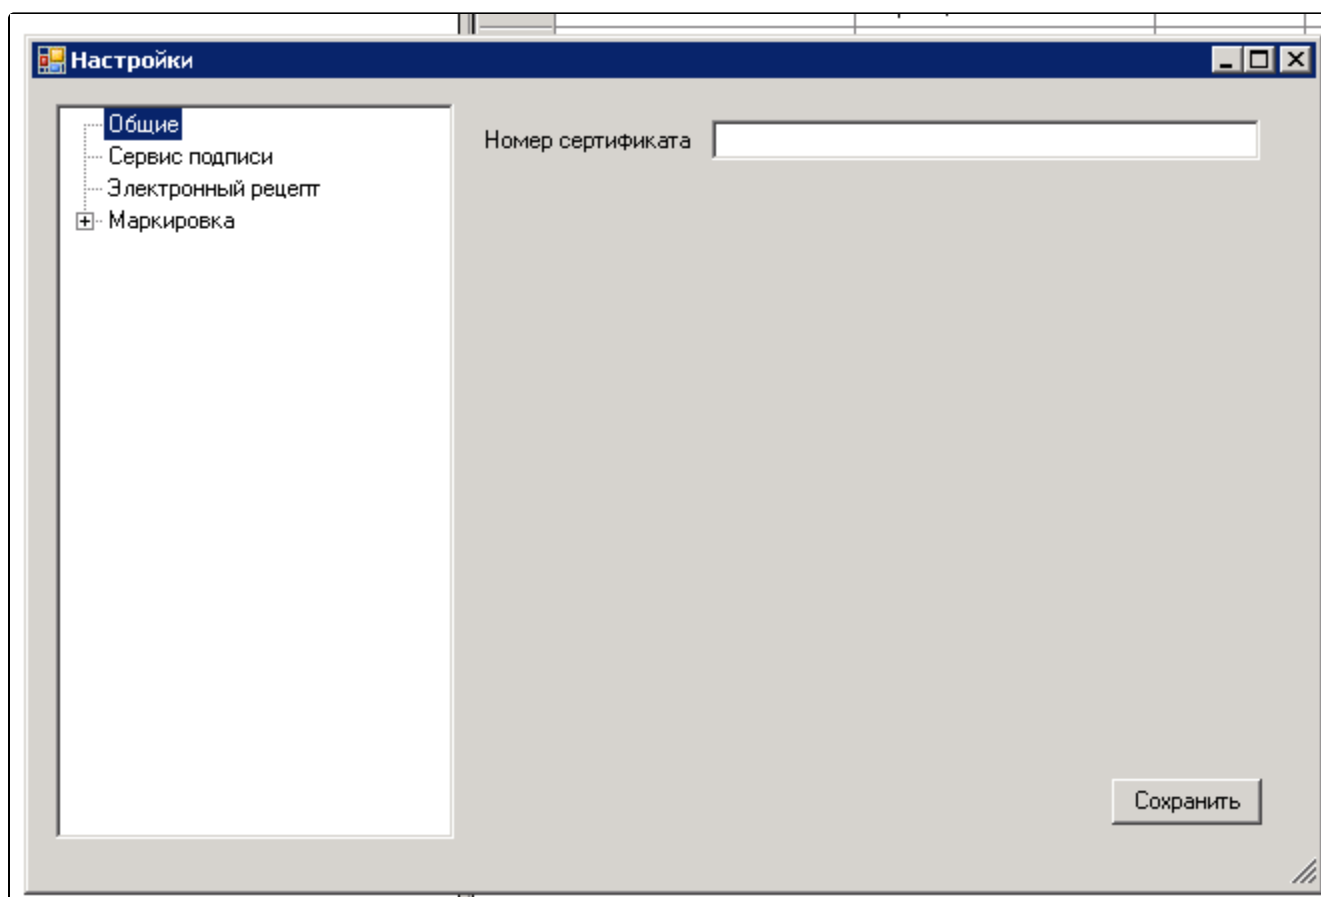 Настройки
Общие
Сервис подписи
Электронный рецепт
Маркировка
Номер сертификата
Сохранить